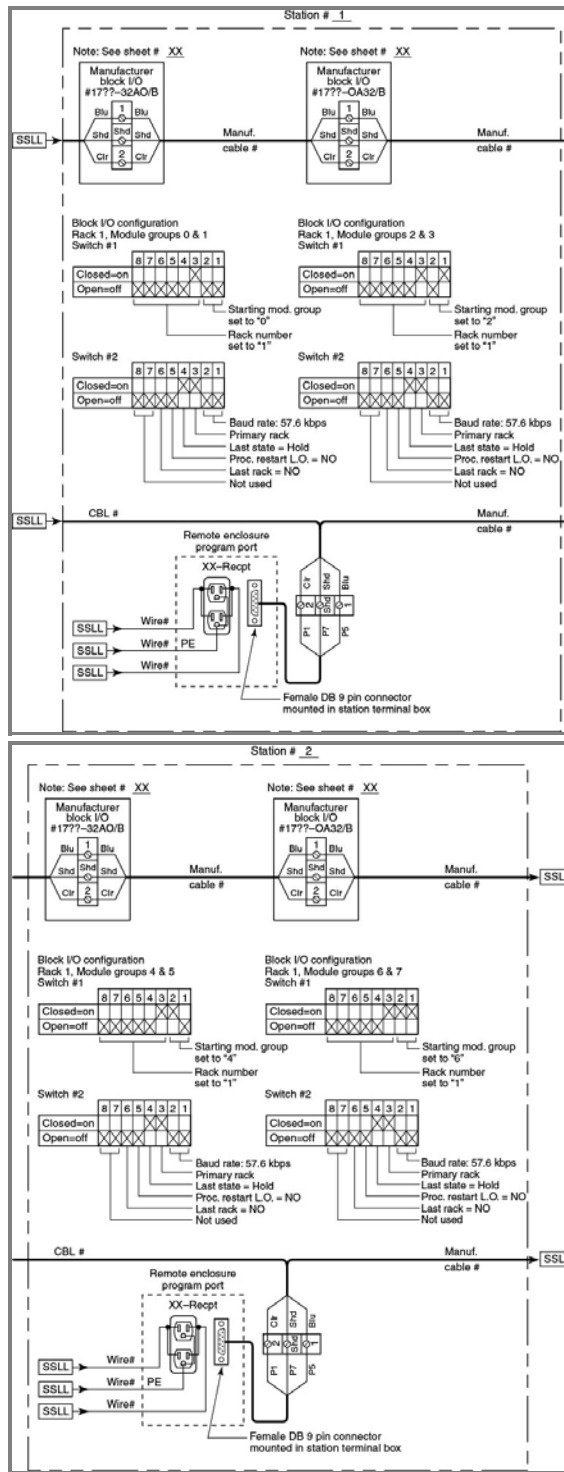 Station # 1
Note: See sheet # XX
Note: See sheet # XX
Manufacturer
block I/O
#17??-32AO/B
Manufacturer
block I/O
#17??-OA32/B
Blu 1 Blu
Blu 1 Blu
SSLL
Shd Shd Shd
Manuf.
cable #
Shd Shd Shd
Manuf.
cable #
Clr 2 Clr
Clr 2 Clr
Block I/O configuration
Rack 1, Module groups 0 & 1
Switch #1
Block I/O configuration
Rack 1, Module groups 2 & 3
Switch #1
8 7 6 5 4 3 2 1
8 7 6 5 4 3 2 1
Closed=on
Closed=on
Open=off
Open=off
Starting mod. group
set to "0"
Rack number
set to "1"
Starting mod. group
set to "2"
Rack number
set to "1"
Switch #2
Switch #2
8 7 6 5 4 3 2 1
8 7 6 5 4 3 2 1
Closed=on
Closed=on
Open=off
Open=off
Baud rate: 57.6 kbps
Primary rack
Last state = Hold
Proc. restart L.O. = NO
Last rack = NO
Not used
Baud rate: 57.6 kbps
Primary rack
Last state = Hold
Proc. restart L.O. = NO
Last rack = NO
Not used
SSLL
CBL #
Manuf.
cable #
Remote enclosure
program port
XX-Recpt
Clr Shd Blu
2 Shd 1
P1 P7 P5
SSLL Wire#
SSLL Wire# PE
SSLL Wire#
Female DB 9 pin connector
mounted in station terminal box
Station # 2
Note: See sheet # XX
Note: See sheet # XX
Manufacturer
block I/O
#17??-32AO/B
Manufacturer
block I/O
#17??-OA32/B
Blu 1 Blu
Blu 1 Blu
Shd Shd Shd
Manuf.
cable #
Shd Shd Shd
Manuf.
cable #
SSLL
Clr 2 Clr
Clr 2 Clr
Block I/O configuration
Rack 1, Module groups 4 & 5
Switch #1
Block I/O configuration
Rack 1, Module groups 6 & 7
Switch #1
8 7 6 5 4 3 2 1
8 7 6 5 4 3 2 1
Closed=on
Closed=on
Open=off
Open=off
Starting mod. group
set to "4"
Rack number
set to "1"
Starting mod. group
set to "6"
Rack number
set to "1"
Switch #2
Switch #2
8 7 6 5 4 3 2 1
8 7 6 5 4 3 2 1
Closed=on
Closed=on
Open=off
Open=off
Baud rate: 57.6 kbps
Primary rack
Last state = Hold
Proc. restart L.O. = NO
Last rack = NO
Not used
Baud rate: 57.6 kbps
Primary rack
Last state = Hold
Proc. restart L.O. = NO
Last rack = NO
Not used
CBL #
Manuf.
cable #
SSLL
Remote enclosure
program port
XX-Recpt
Clr Shd Blu
2 Shd 1
P1 P7 P5
SSLL Wire#
SSLL Wire# PE
SSLL Wire#
Female DB 9 pin connector
mounted in station terminal box